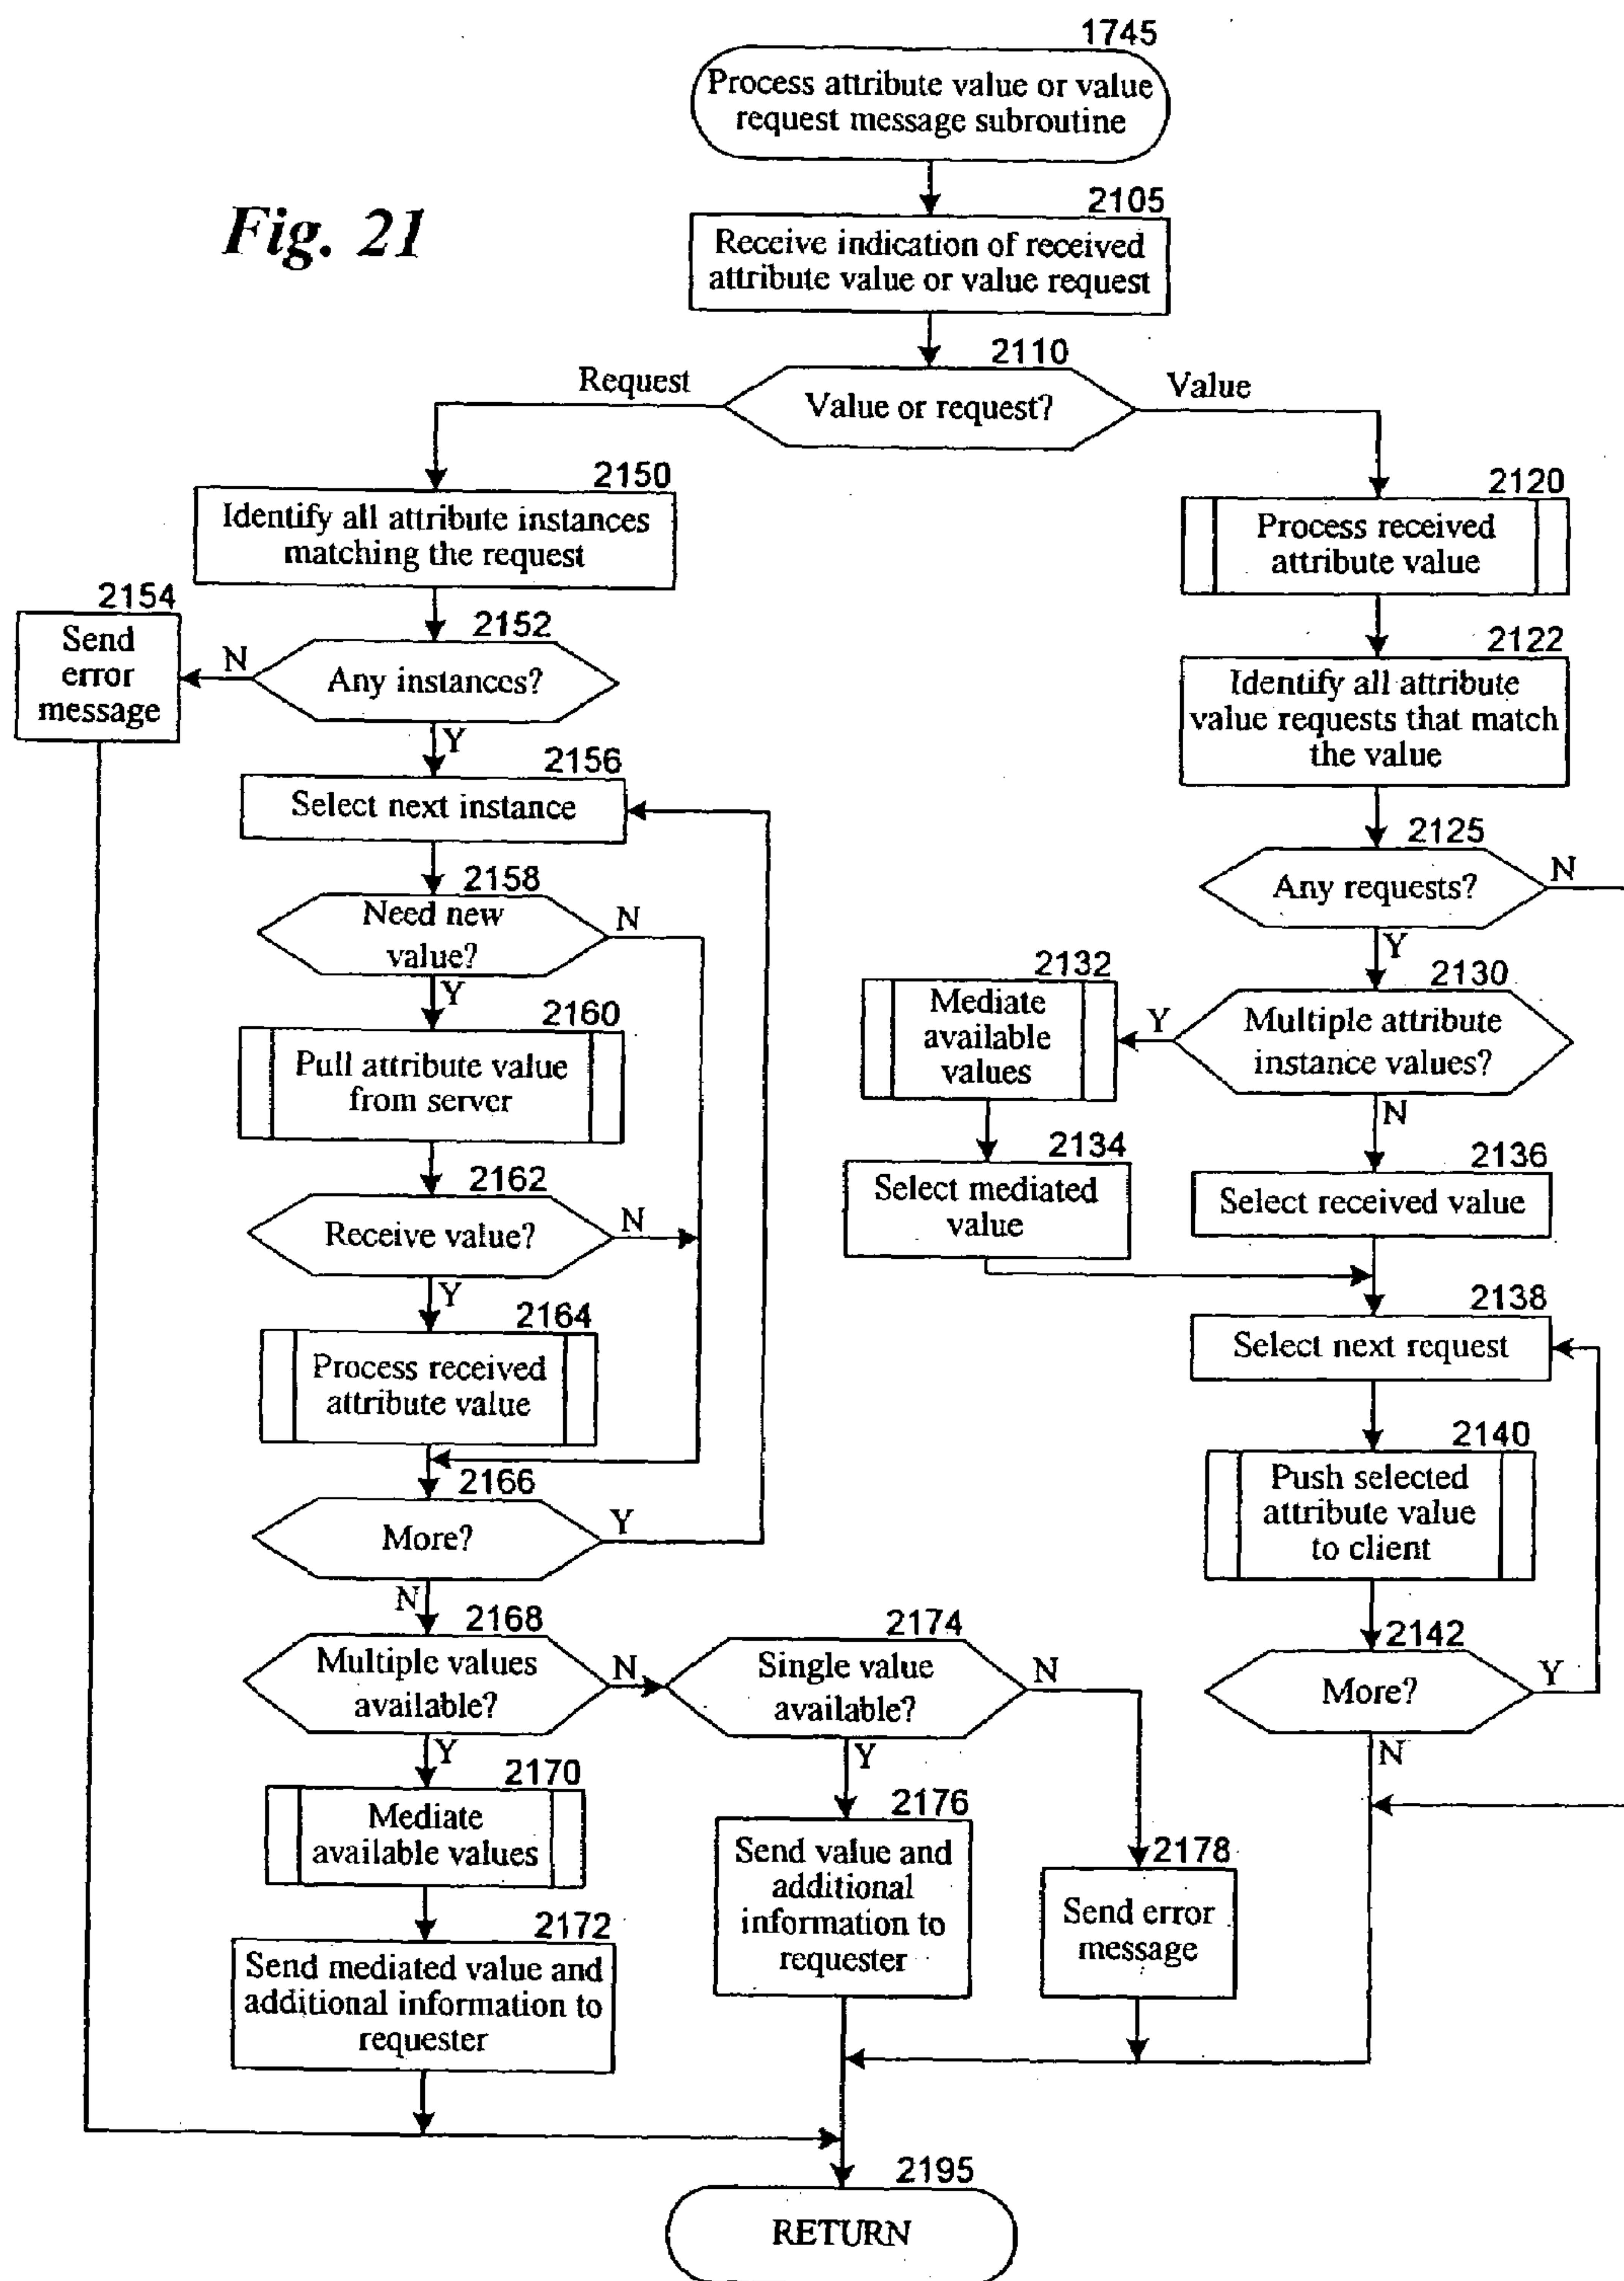 1745
Process attribute value or value
request message subroutine
Fig. 21
2105
Receive indication of received
attribute value or value request
2110
Request
Value or request?
Value
2150
Identify all attribute instances
matching the request
2120
Process received
attribute value
2154
Send
error
message
2152
N
Any instances?
Y
2122
Identify all attribute
value requests that match
the value
2156
Select next instance
2125
Any requests?
N
Y
2158
Need new
value?
N
Y
2132
Mediate
available
values
2130
Y
Multiple attribute
instance values?
N
2160
Pull attribute value
from server
2134
Select mediated
value
2136
Select received value
2162
Receive value?
N
Y
2138
Select next request
2164
Process received
attribute value
2140
Push selected
attribute value
to client
2166
More?
Y
N
2142
More?
Y
N
2168
Multiple values
available?
N
Y
2174
Single value
available?
N
Y
2170
Mediate
available values
2176
Send value and
additional
information to
requester
2178
Send error
message
2172
Send mediated value and
additional information to
requester
2195
RETURN